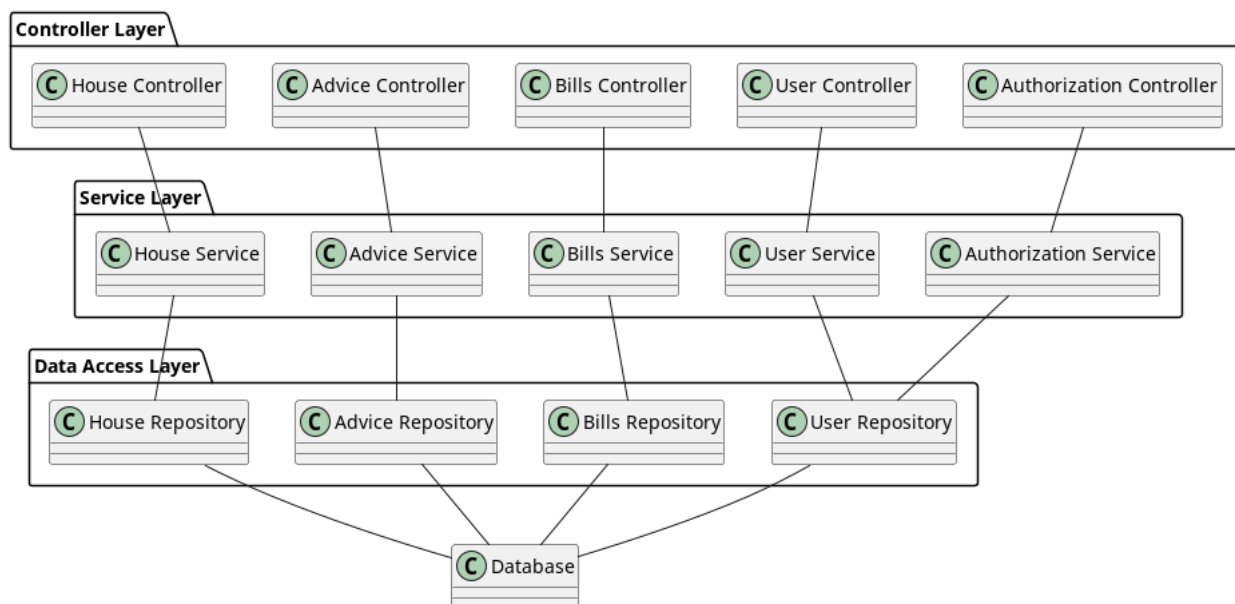 Controller Layer
C House Controller
C Advice Controller
C Bills Controller
C User Controller
C Authorization Controller
Service Layer
C House Service
C Advice Service
C Bills Service
C User Service
C Authorization Service
Data Access Layer
C House Repository
C Advice Repository
C Bills Repository
C User Repository
C Database